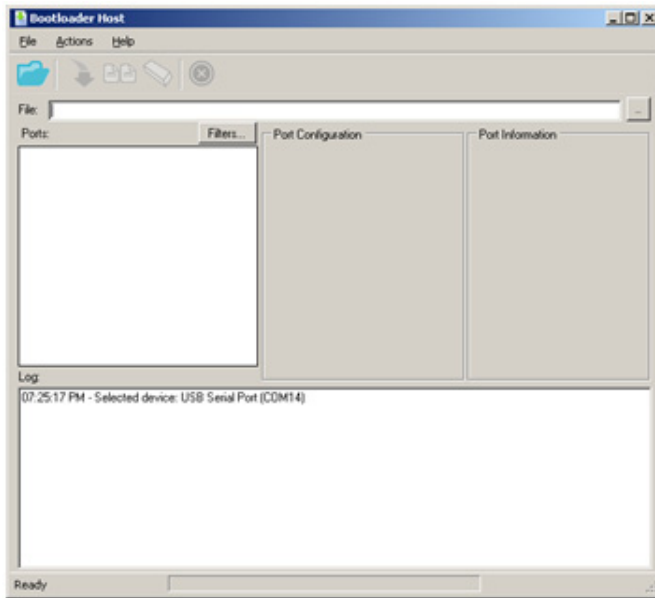 Bootloader Host
File Actions Help
File:
...
Ports: Filters... Port Configuration Port Information
Log:
07:25:17 PM - Selected device: USB Serial Port (COM14)
Ready